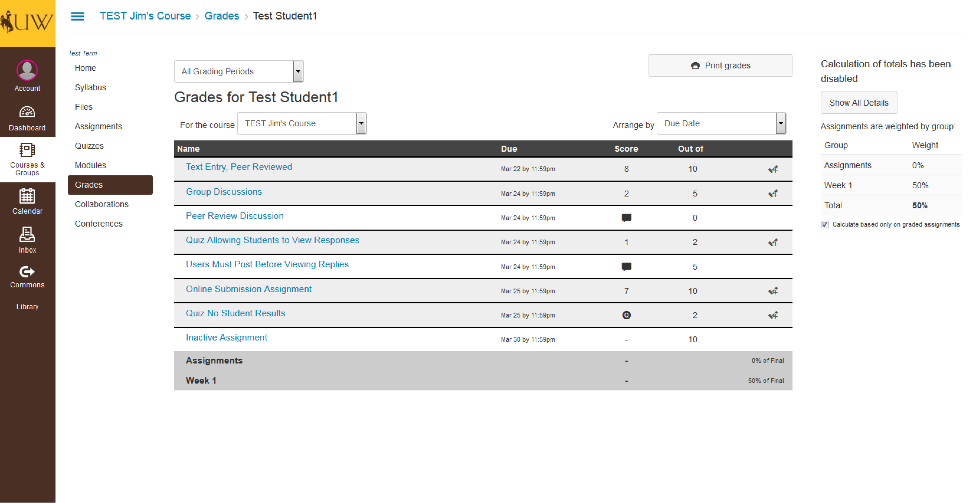 UW
TEST Jim's Course > Grades > Test Student1
Account
Dashboard
Courses &
Groups
Calendar
Inbox
Commons
Library
Test Term
Home
Syllabus
Files
Assignments
Quizzes
Modules
Grades
Collaborations
Conferences
All Grading Periods
Print grades
Grades for Test Student1
For the course TEST Jim's Course
Arrange by Due Date
Name Due Score Out of
Text Entry, Peer Reviewed Mar 22 by 11:59pm 8 10
Group Discussions Mar 24 by 11:59pm 2 5
Peer Review Discussion Mar 24 by 11:59pm 0
Quiz Allowing Students to View Responses Mar 24 by 11:59pm 1 2
Users Must Post Before Viewing Replies Mar 24 by 11:59pm 5
Online Submission Assignment Mar 25 by 11:59pm 7 10
Quiz No Student Results Mar 25 by 11:59pm 2
Inactive Assignment Mar 30 by 11:59pm - 10
Assignments - 0% of Final
Week 1 - 50% of Final
Calculation of totals has been
disabled
Show All Details
Assignments are weighted by group:
Group Weight
Assignments 0%
Week 1 50%
Total 50%
Calculate based only on graded assignments